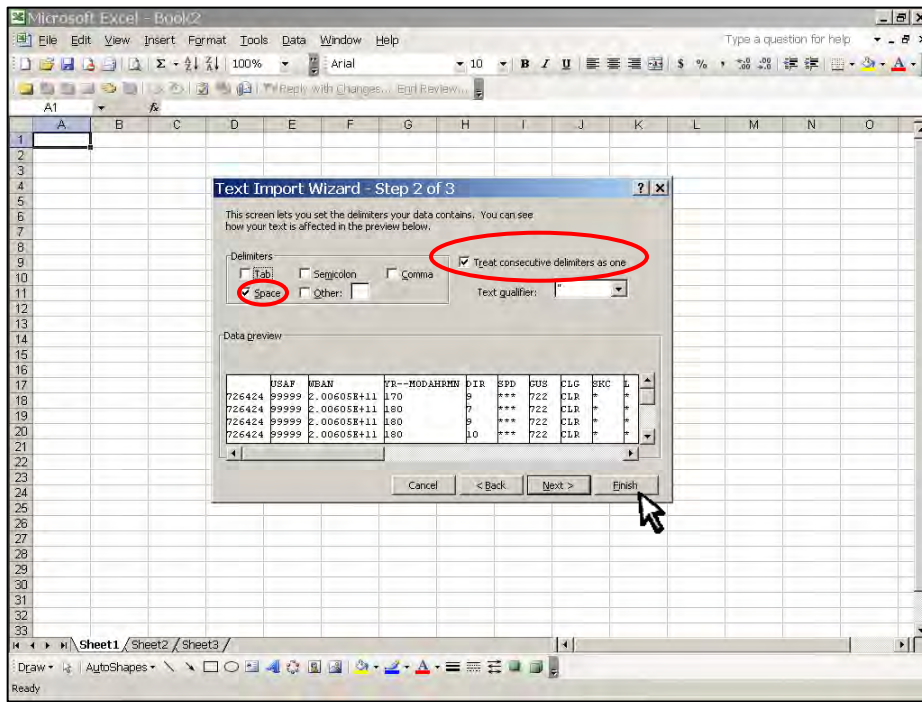 Microsoft Excel - Book2
File Edit View Insert Format Tools Data Window Help Type a question for help
100% Arial 10 B I U $ % ,
Reply with Changes... End Review...
A1 fx
A B C D E F G H I J K L M N O
1
2
3
4
5
6
7
8
9
10
11
12
13
14
15
16
17
18
19
20
21
22
23
24
25
26
27
28
29
30
31
32
33
Text Import Wizard - Step 2 of 3
This screen lets you set the delimiters your data contains. You can see
how your text is affected in the preview below.
Delimiters
Tab Semicolon Comma
Space Other:
Treat consecutive delimiters as one
Text qualifier: "
Data preview
USAF WBAN YR--MODAHRMN DIR SPD GUS CLG SKC L
726424 99999 2.00605E+11 170 9 *** 722 CLR * *
726424 99999 2.00605E+11 180 7 *** 722 CLR * *
726424 99999 2.00605E+11 180 9 *** 722 CLR * *
726424 99999 2.00605E+11 180 10 *** 722 CLR * *
Cancel < Back Next > Finish
Sheet1 / Sheet2 / Sheet3 /
Draw AutoShapes A
Ready